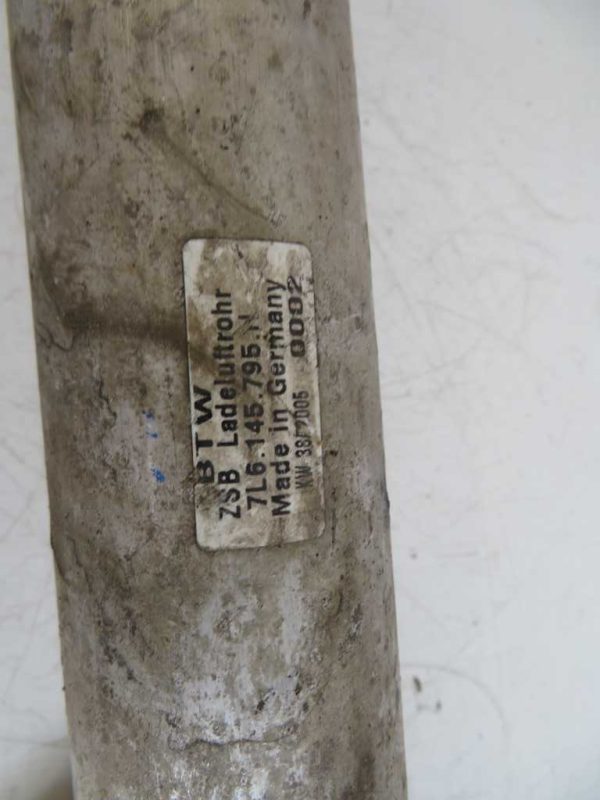 BTW
ZSB Ladeluftrohr
7L6.145.795.N
Made in Germany
KW 38/2005 0002